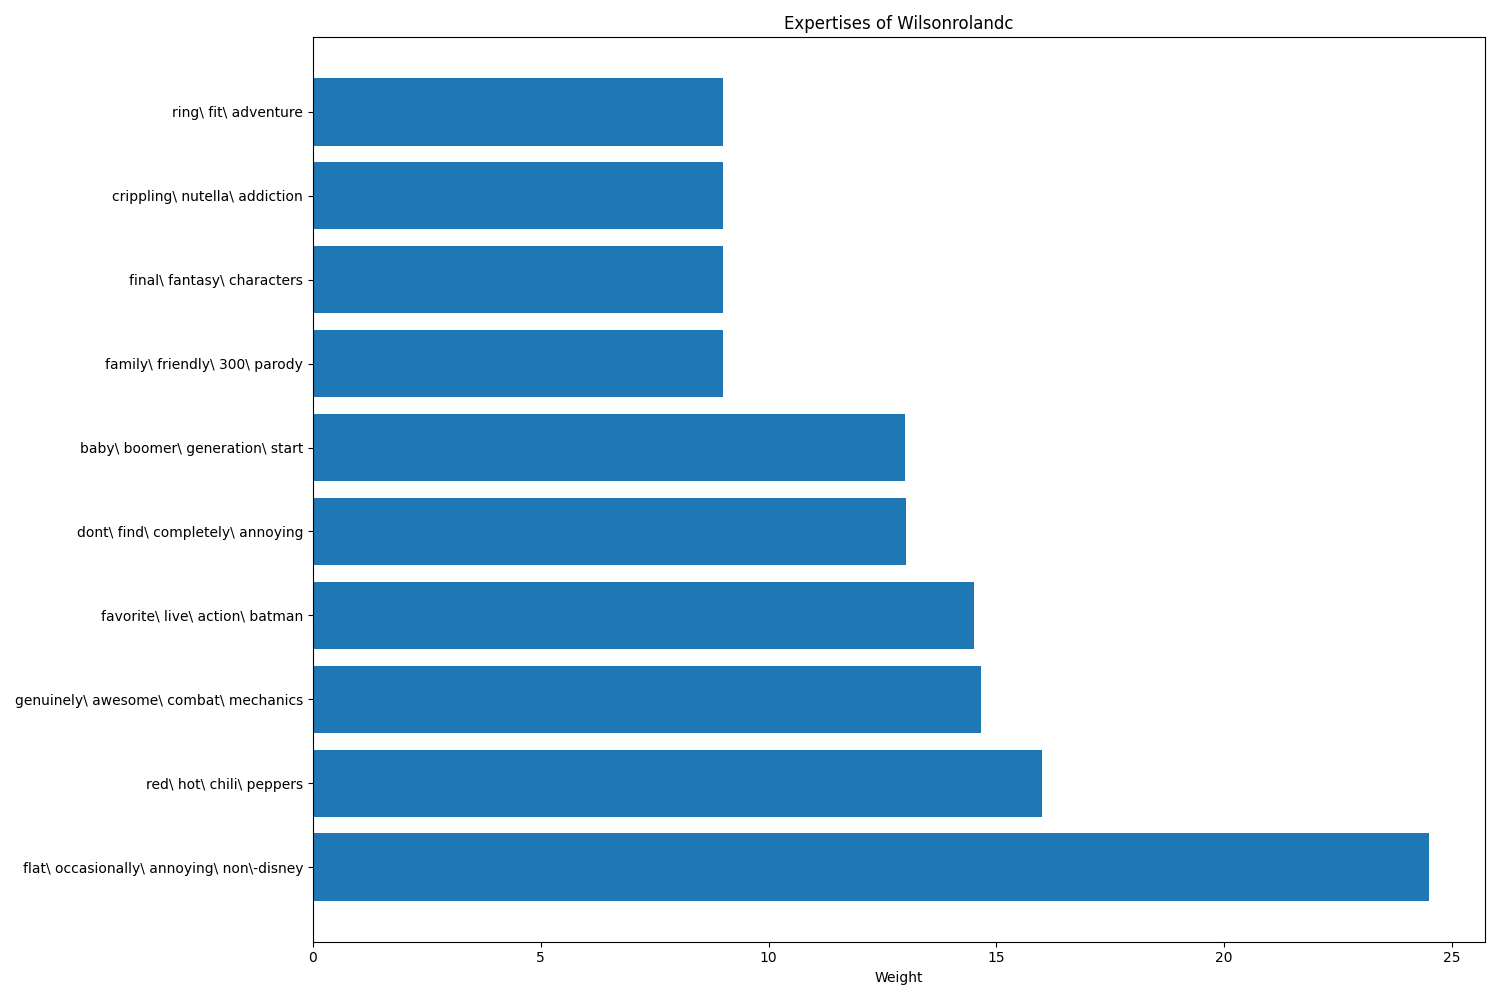 Expertises of Wilsonrolandc
ring\ fit\ adventure
crippling\ nutella\ addiction
final\ fantasy\ characters
family\ friendly\ 300\ parody
baby\ boomer\ generation\ start
dont\ find\ completely\ annoying
favorite\ live\ action\ batman
genuinely\ awesome\ combat\ mechanics
red\ hot\ chili\ peppers
flat\ occasionally\ annoying\ non\-disney
0 5 10 15 20 25
Weight